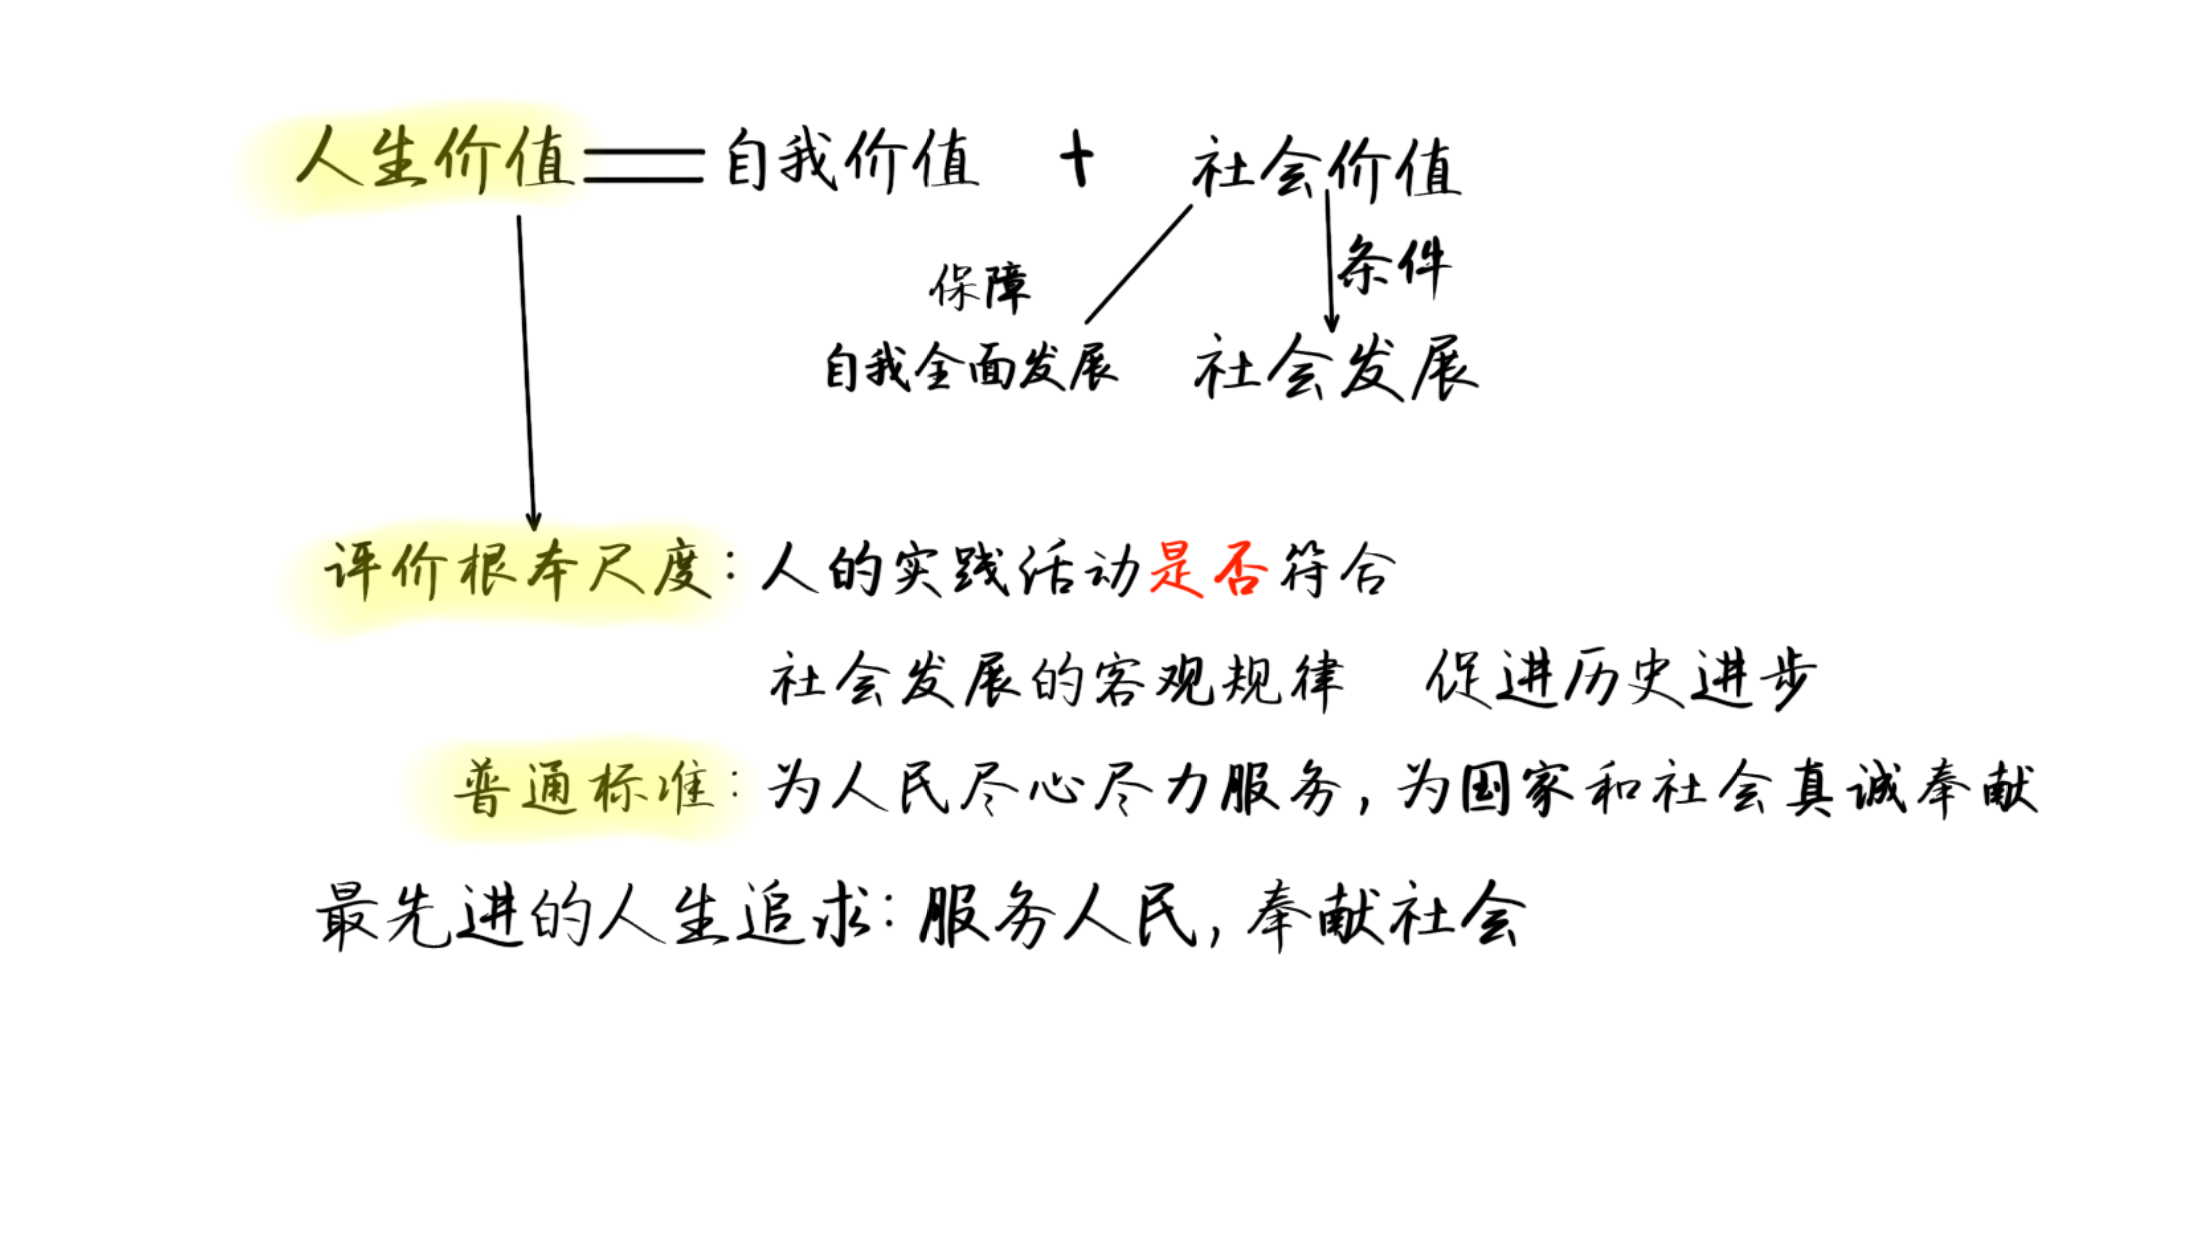 人生价值=自我价值 + 社会价值
条件
保障
自我全面发展 社会发展
评价根本尺度：人的实践活动是否符合
社会发展的客观规律 促进历史进步
普通标准：为人民尽心尽力服务，为国家和社会真诚奉献
最先进的人生追求：服务人民，奉献社会